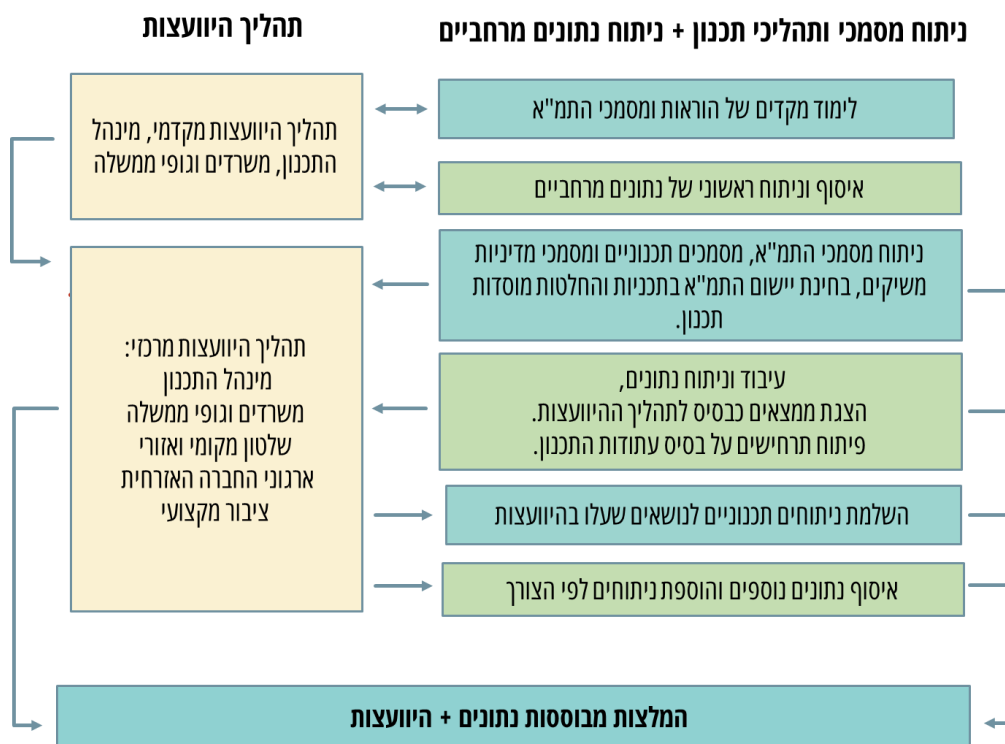 ניתוח מסמכי ותהליכי תכנון + ניתוח נתונים מרחביים
תהליך היוועצות
לימוד מקדים של הוראות ומסמכי התמ"א
איסוף וניתוח ראשוני של נתונים מרחביים
תהליך היוועצות מקדמי, מינהל
התכנון, משרדים וגופי ממשלה
ניתוח מסמכי התמ"א, מסמכים תכנוניים ומסמכי מדיניות
משיקים, בחינת יישום התמ"א בתכניות והחלטות מוסדות
תכנון.
עיבוד וניתוח נתונים,
הצגת ממצאים כבסיס לתהליך ההיוועצות.
פיתוח תרחישים על בסיס עתודות התכנון.
השלמת ניתוחים תכנוניים לנושאים שעלו בהיוועצות
איסוף נתונים נוספים והוספת ניתוחים לפי הצורך
תהליך היוועצות מרכזי:
מינהל התכנון
משרדים וגופי ממשלה
שלטון מקומי ואזורי
ארגוני החברה האזרחית
ציבור מקצועי
המלצות מבוססות נתונים + היוועצות